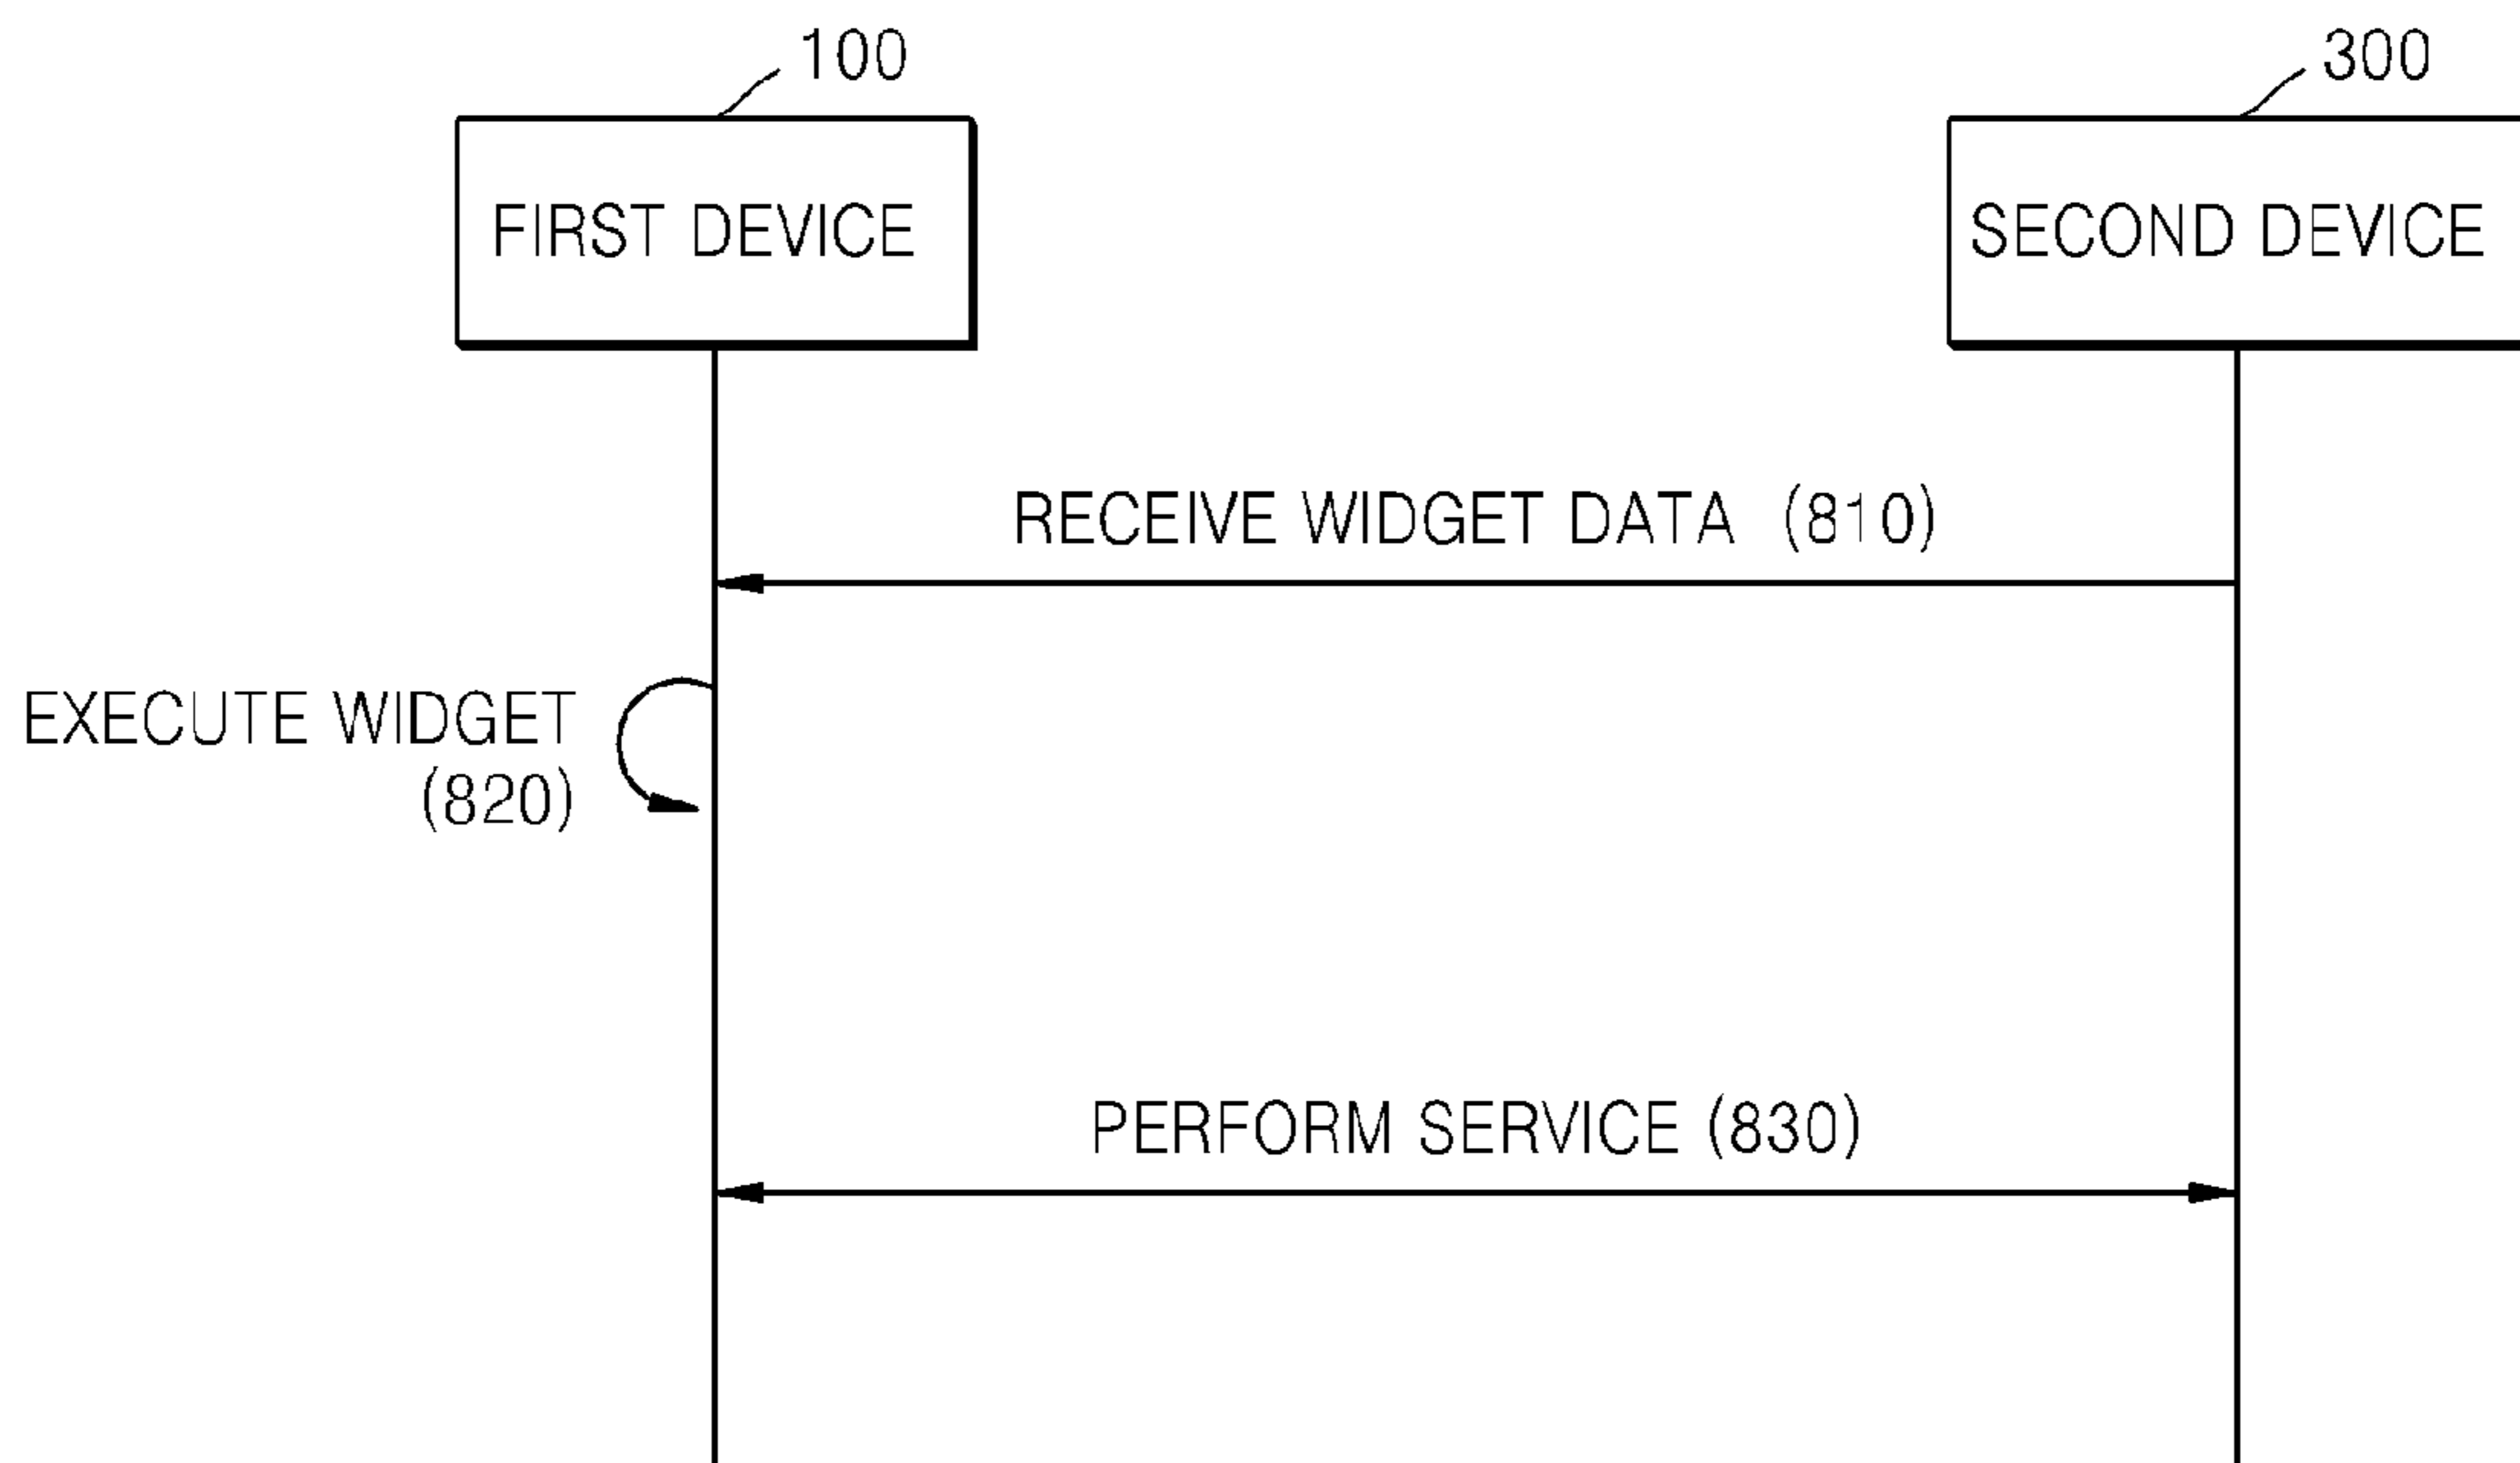 100
300
FIRST DEVICE
SECOND DEVICE
RECEIVE WIDGET DATA (810)
EXECUTE WIDGET
(820)
PERFORM SERVICE (830)